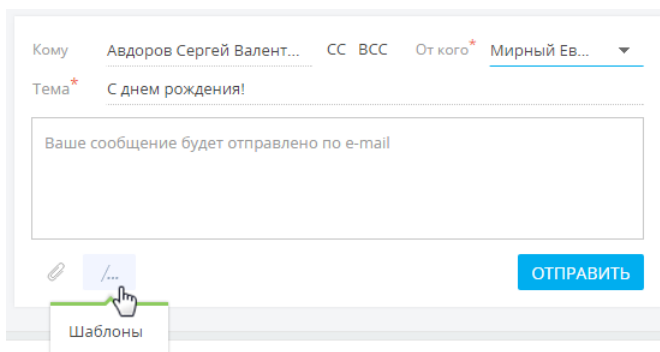 Кому Авдоров Сергей Валент... CC BCC От кого* Мирный Ев...
Тема* С днем рождения!
Ваше сообщение будет отправлено по e-mail
/... ОТПРАВИТЬ
Шаблоны